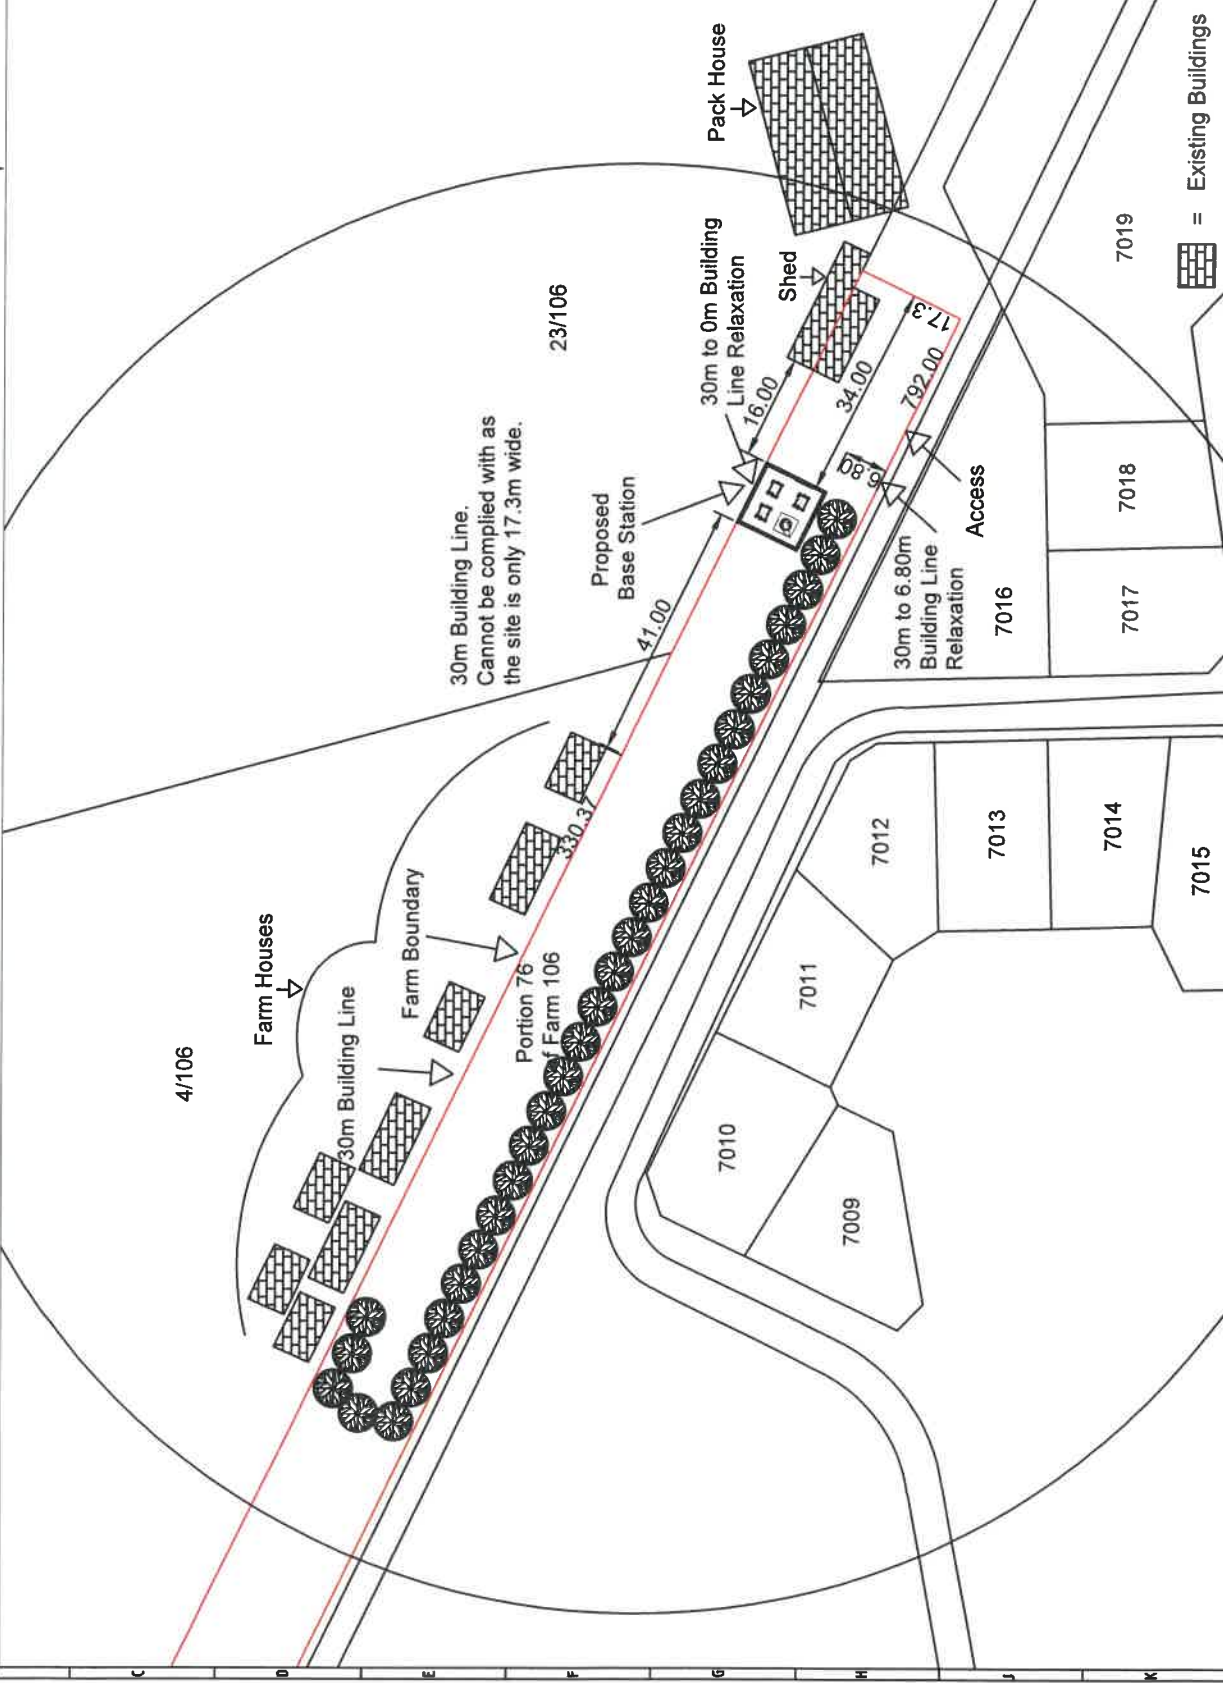 Pack House
23/106
30m to 0m Building
Line Relaxation
Shed
16.00
34.00
17.3
792.00
6.80
7019
= Existing Buildings
30m Building Line.
Cannot be complied with as
the site is only 17.3m wide.
Proposed
Base Station
41.00
Access
30m to 6.80m
Building Line
Relaxation
7018
7017
7016
4/106
Farm Houses
Farm Boundary
30m Building Line
330.37
Portion 76
of Farm 106
7012
7013
7014
7015
7011
7010
7009
C
D
E
F
G
H
J
K